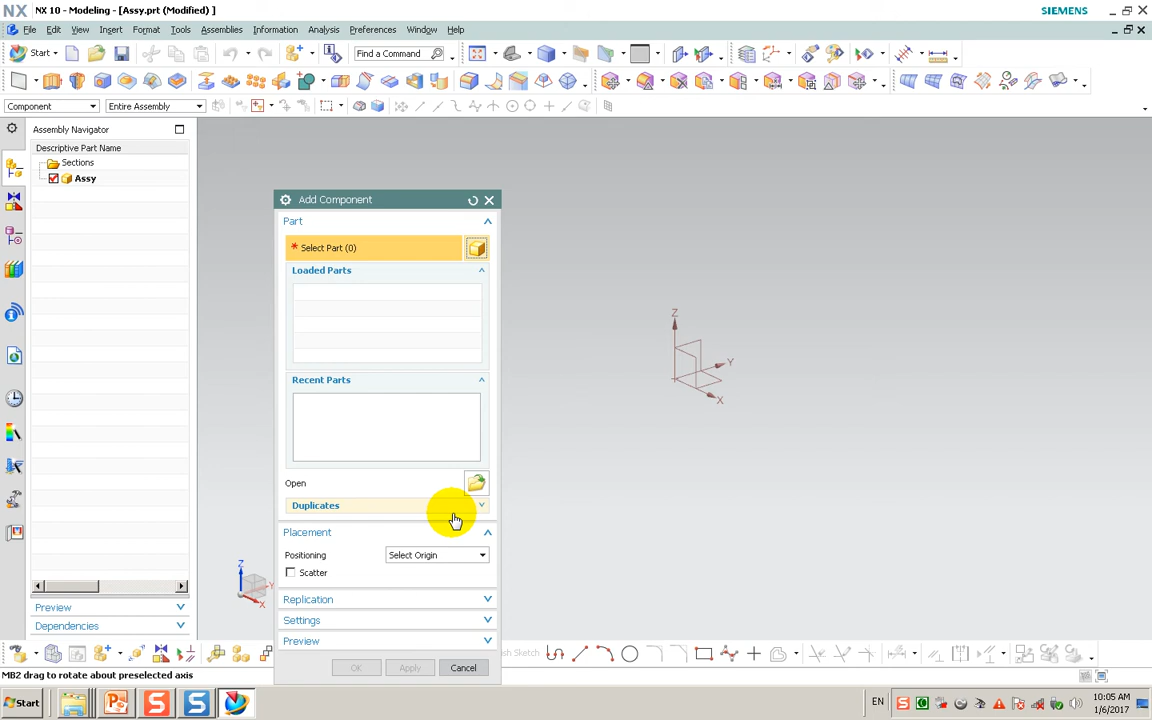 NX NX 10 - Modeling - [Assy.prt (Modified) ] SIEMENS
File Edit View Insert Format Tools Assemblies Information Analysis Preferences Window Help
Start Find a Command
Component Entire Assembly
Assembly Navigator
Descriptive Part Name
Sections
Assy
Add Component
Part
* Select Part (0)
Loaded Parts
Recent Parts
Open
Duplicates
Placement
Positioning Select Origin
Scatter
Replication
Settings
Preview
OK Apply Cancel
Z
Y
X
Z
Y
X
Preview
Dependencies
sh Sketch
MB2 drag to rotate about preselected axis
Start EN 10:05 AM
1/6/2017